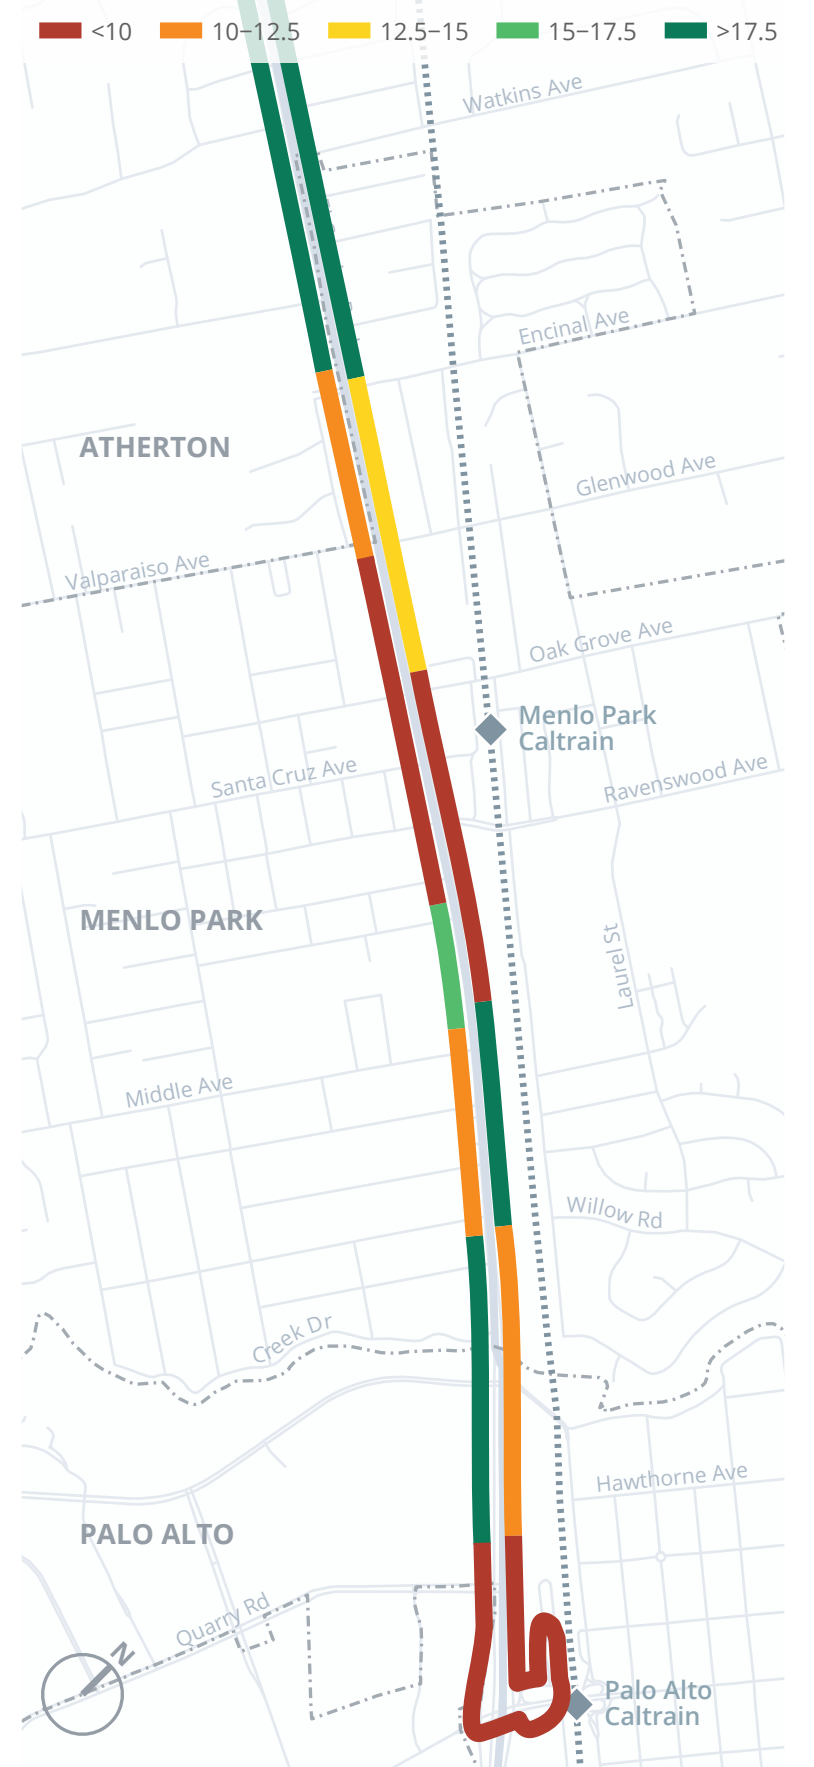 <10 10–12.5 12.5–15 15–17.5 >17.5
Watkins Ave
Encinal Ave
ATHERTON
Glenwood Ave
Valparaiso Ave
Oak Grove Ave
Menlo Park
Caltrain
Santa Cruz Ave
Ravenswood Ave
MENLO PARK
Laurel St
Middle Ave
Willow Rd
Creek Dr
Hawthorne Ave
PALO ALTO
Quarry Rd
N
Palo Alto
Caltrain